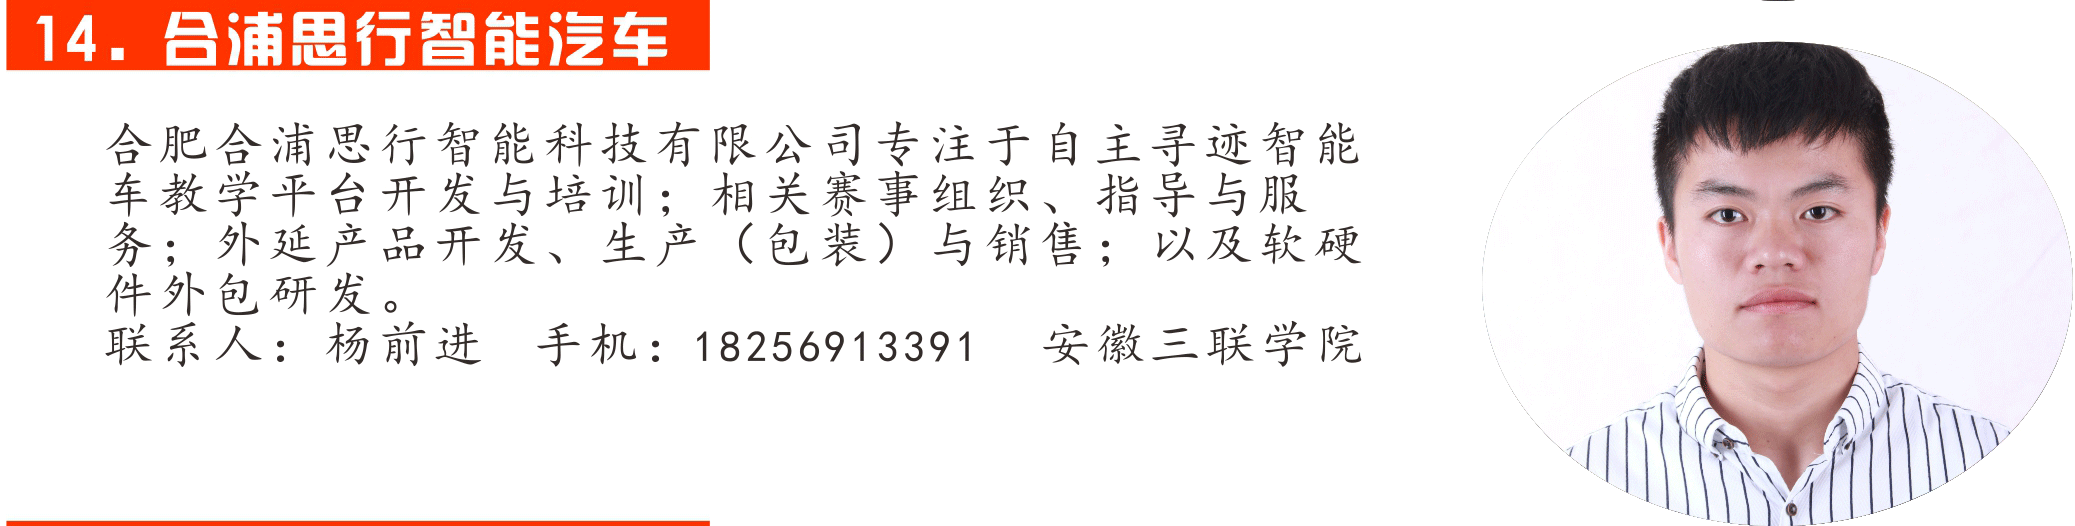 14. 合浦思行智能汽车
合肥合浦思行智能科技有限公司专注于自主寻迹智能
车教学平台开发与培训；相关赛事组织、指导与服
务；外延产品开发、生产（包装）与销售；以及软硬
件外包研发。
联系人：杨前进 手机：18256913391 安徽三联学院